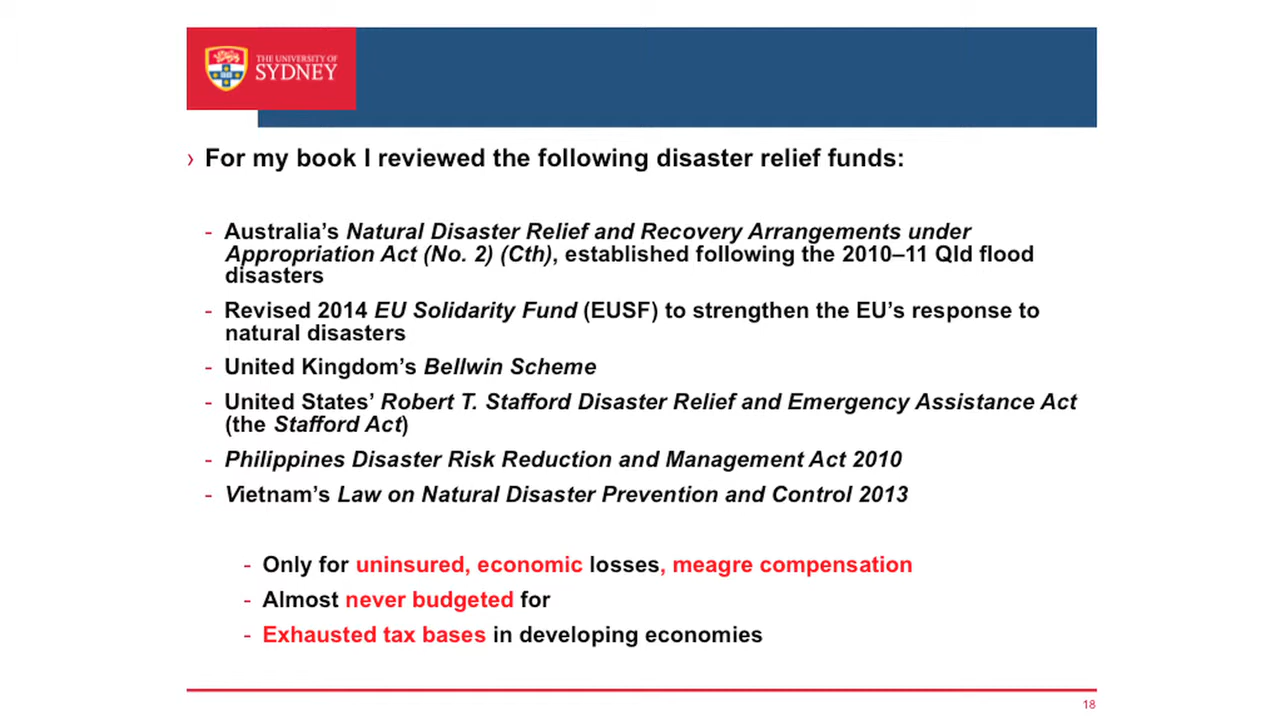 THE UNIVERSITY OF
SYDNEY
› For my book I reviewed the following disaster relief funds:
- Australia’s Natural Disaster Relief and Recovery Arrangements under
Appropriation Act (No. 2) (Cth), established following the 2010–11 Qld flood
disasters
- Revised 2014 EU Solidarity Fund (EUSF) to strengthen the EU’s response to
natural disasters
- United Kingdom’s Bellwin Scheme
- United States’ Robert T. Stafford Disaster Relief and Emergency Assistance Act
(the Stafford Act)
- Philippines Disaster Risk Reduction and Management Act 2010
- Vietnam’s Law on Natural Disaster Prevention and Control 2013
- Only for uninsured, economic losses, meagre compensation
- Almost never budgeted for
- Exhausted tax bases in developing economies
18